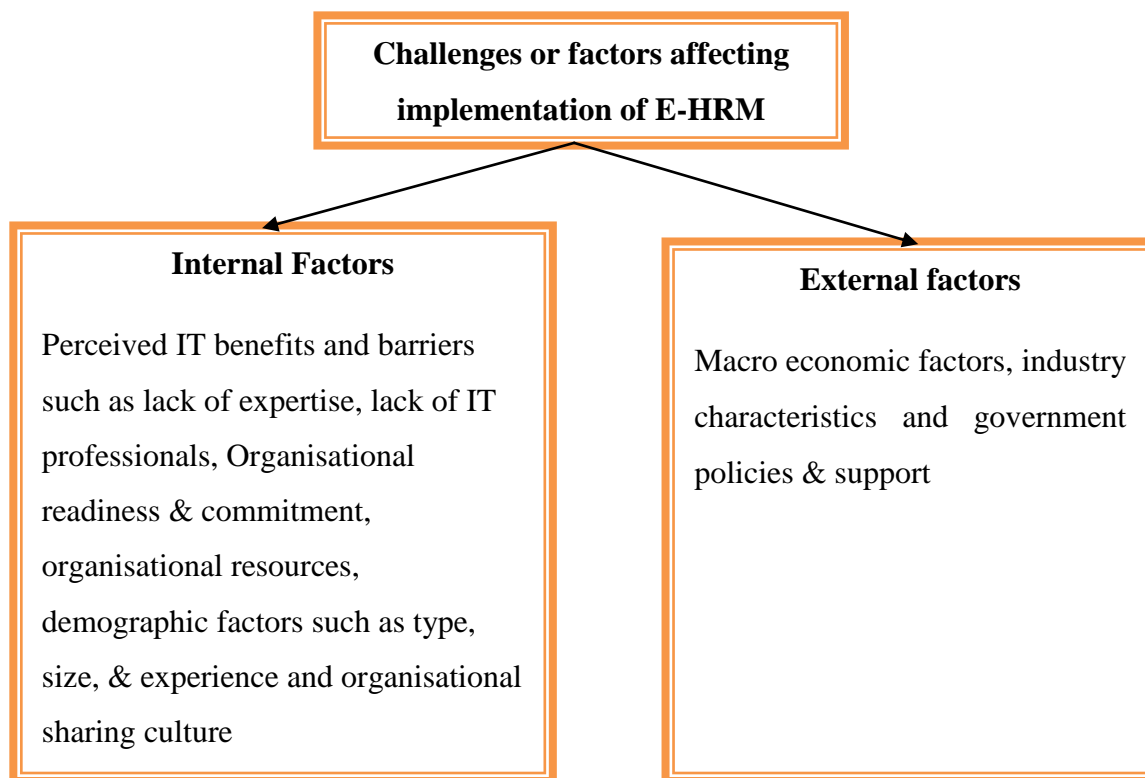 Challenges or factors affecting
implementation of E-HRM
Internal Factors
Perceived IT benefits and barriers
such as lack of expertise, lack of IT
professionals, Organisational
readiness & commitment,
organisational resources,
demographic factors such as type,
size, & experience and organisational
sharing culture
External factors
Macro economic factors, industry
characteristics and government
policies & support